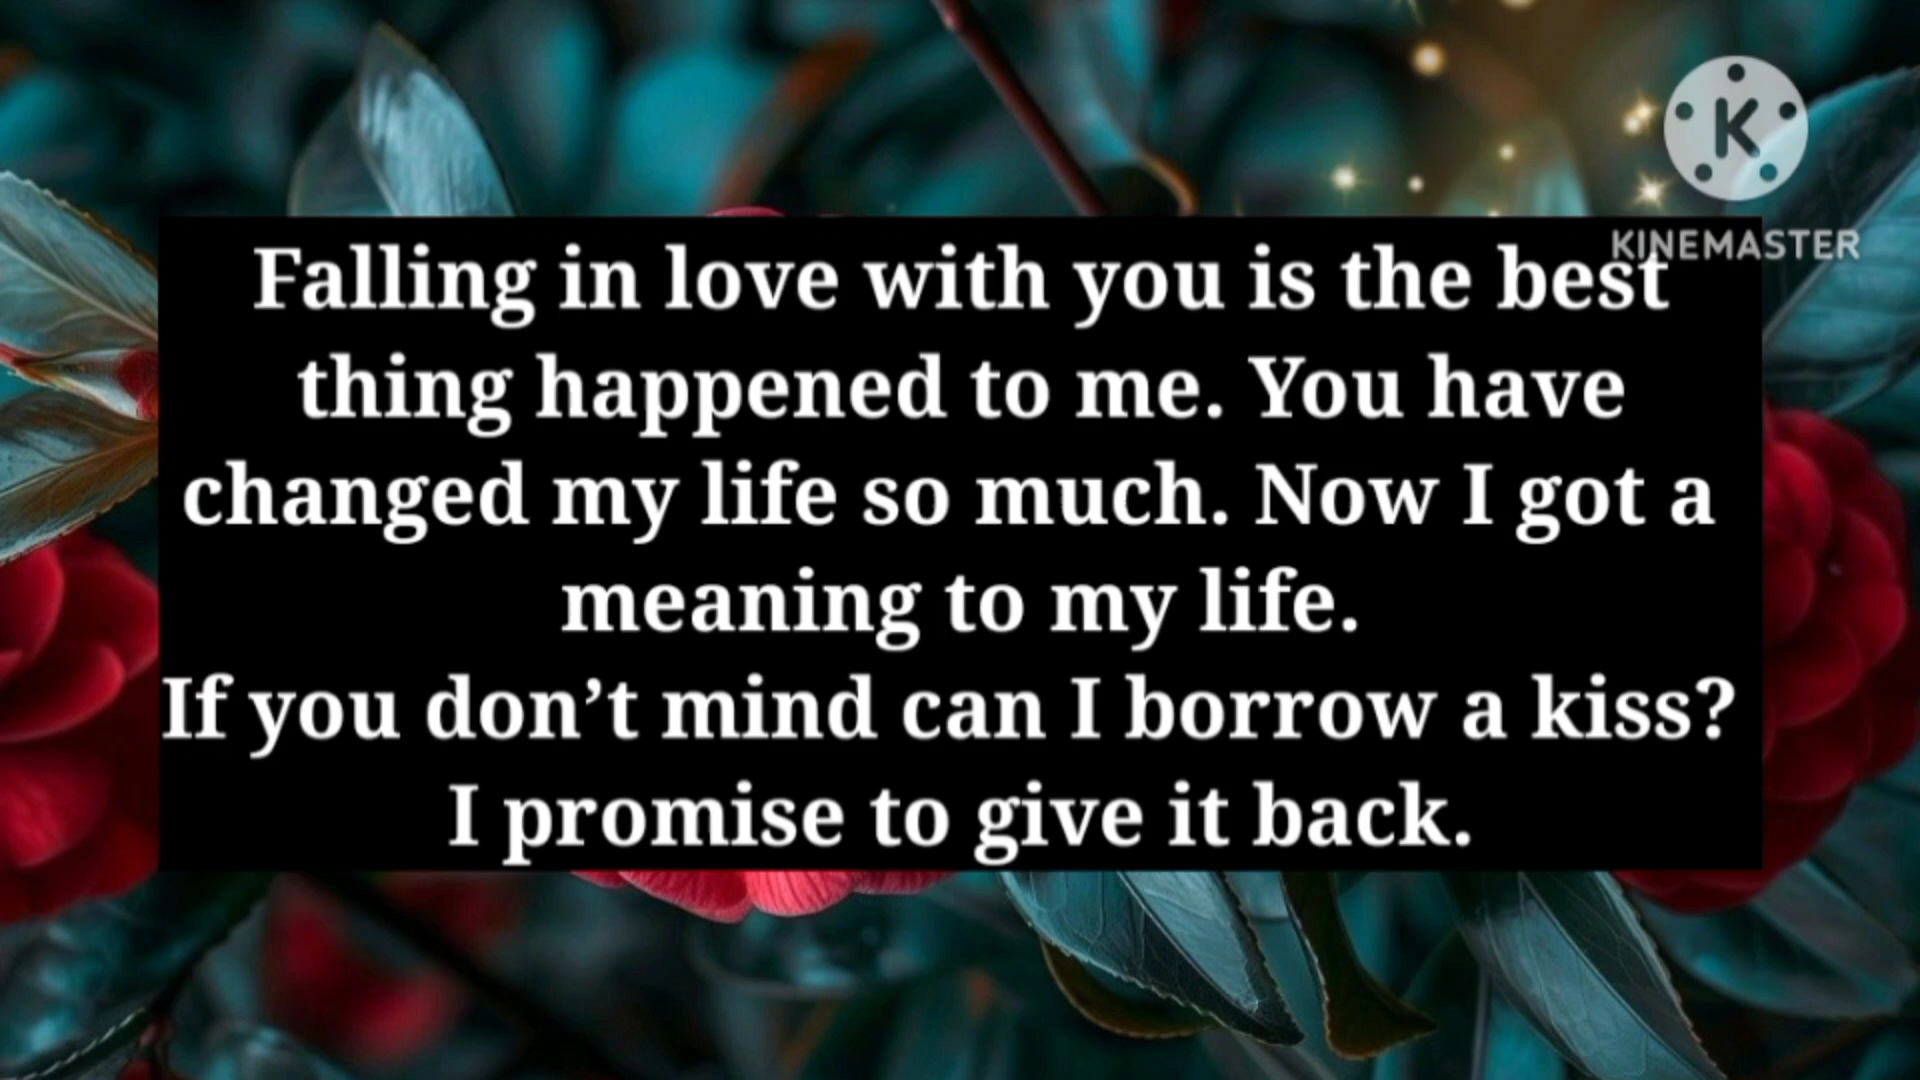 K
KINEMASTER
Falling in love with you is the best
thing happened to me. You have
changed my life so much. Now I got a
meaning to my life.
If you don’t mind can I borrow a kiss?
I promise to give it back.